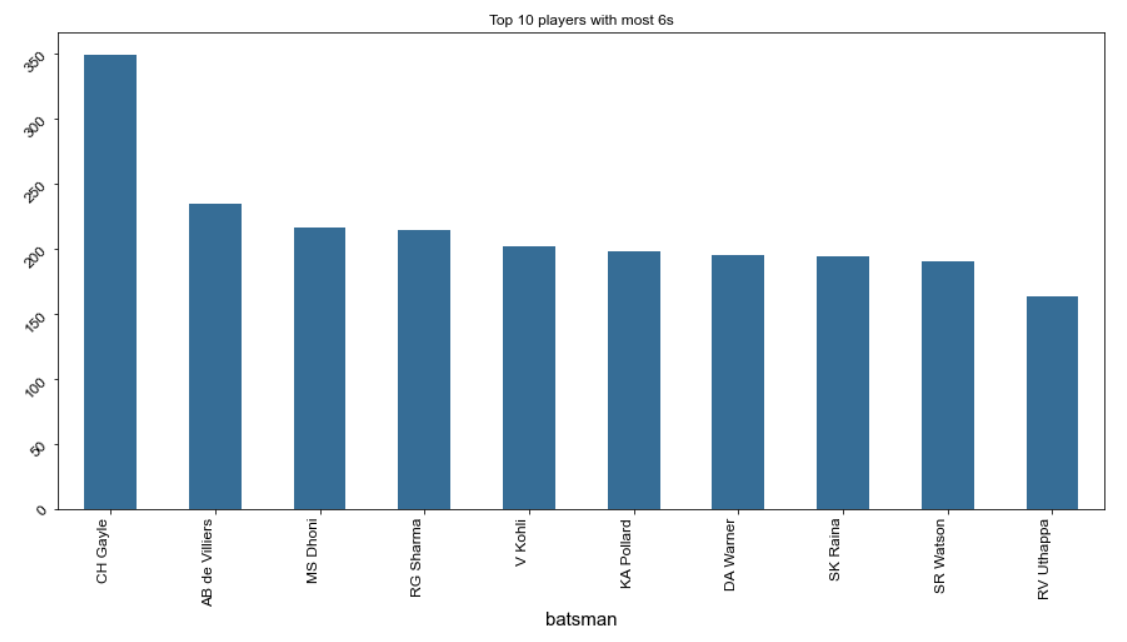 Top 10 players with most 6s
350
300
250
200
150
100
50
0
CH Gayle
AB de Villiers
MS Dhoni
RG Sharma
V Kohli
KA Pollard
DA Warner
SK Raina
SR Watson
RV Uthappa
batsman